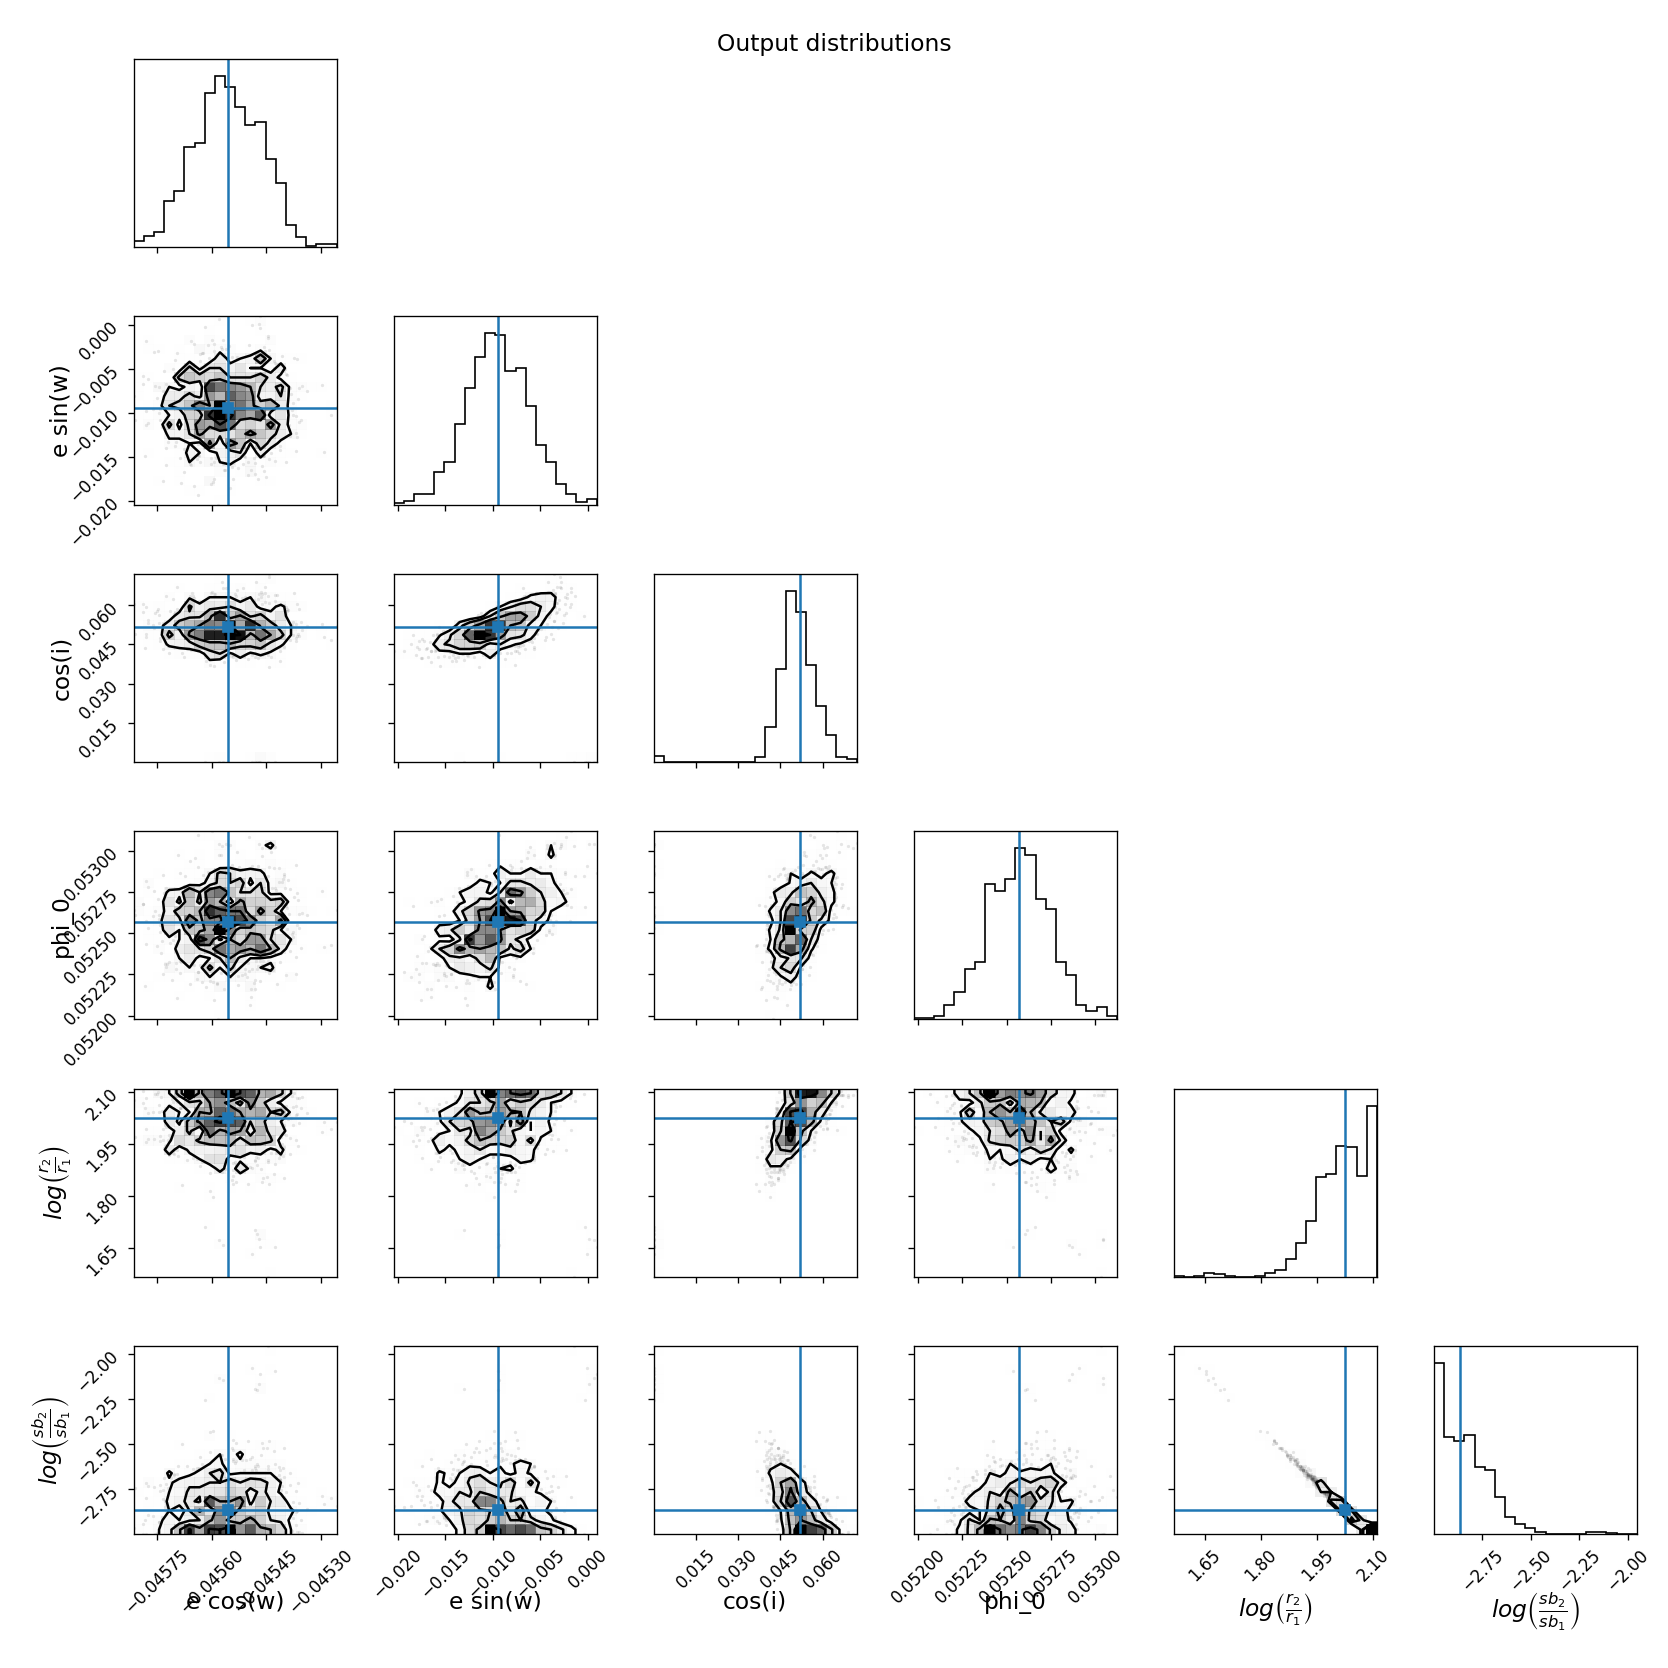 Output distributions
0.000
−0.005
−0.010
−0.015
−0.020
e sin(w)
0.060
0.045
0.030
0.015
cos(i)
0.05300
0.05275
0.05250
0.05225
0.05200
phi_0
2.10
1.95
1.80
1.65
log(r₂/r₁)
−2.00
−2.25
−2.50
−2.75
log(sb₂/sb₁)
−0.04575 −0.04560 −0.04545 −0.04530
−0.020 −0.015 −0.010 −0.005 0.000
0.015 0.030 0.045 0.060
0.05200 0.05225 0.05250 0.05275 0.05300
1.65 1.80 1.95 2.10
−2.75 −2.50 −2.25 −2.00
e cos(w) e sin(w) cos(i) phi_0 log(r₂/r₁) log(sb₂/sb₁)